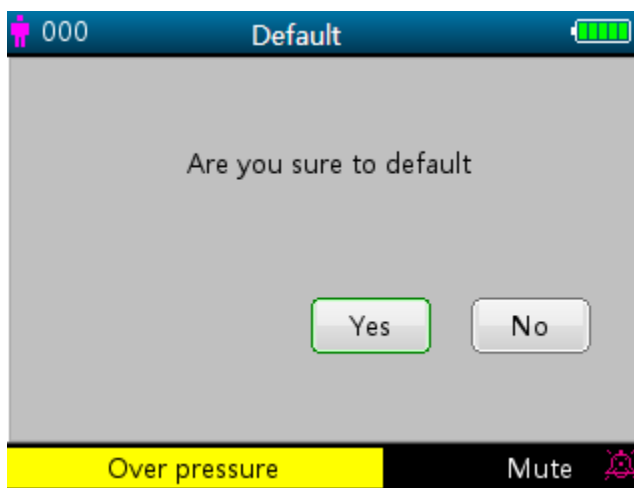 000 Default
Are you sure to default
Yes No
Over pressure Mute